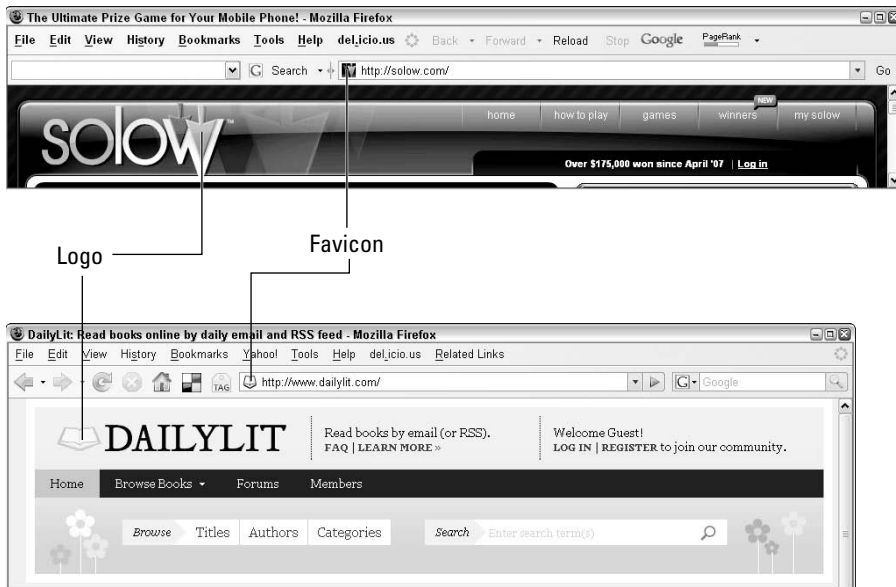 The Ultimate Prize Game for Your Mobile Phone! - Mozilla Firefox
File Edit View History Bookmarks Tools Help del.icio.us Back Forward Reload Stop Google PageRank
G Search http://solow.com/ Go
NEW
solow™ home how to play games winners my solow
Over $175,000 won since April '07 | Log in
Logo
Favicon
DailyLit: Read books online by daily email and RSS feed - Mozilla Firefox
File Edit View History Bookmarks Yahoo! Tools Help del.icio.us Related Links
TAG http://www.dailylit.com/ G Google
DAILYLIT
Read books by email (or RSS).
FAQ | LEARN MORE »
Welcome Guest!
LOG IN | REGISTER to join our community.
Home Browse Books Forums Members
Browse Titles Authors Categories Search Enter search term(s)